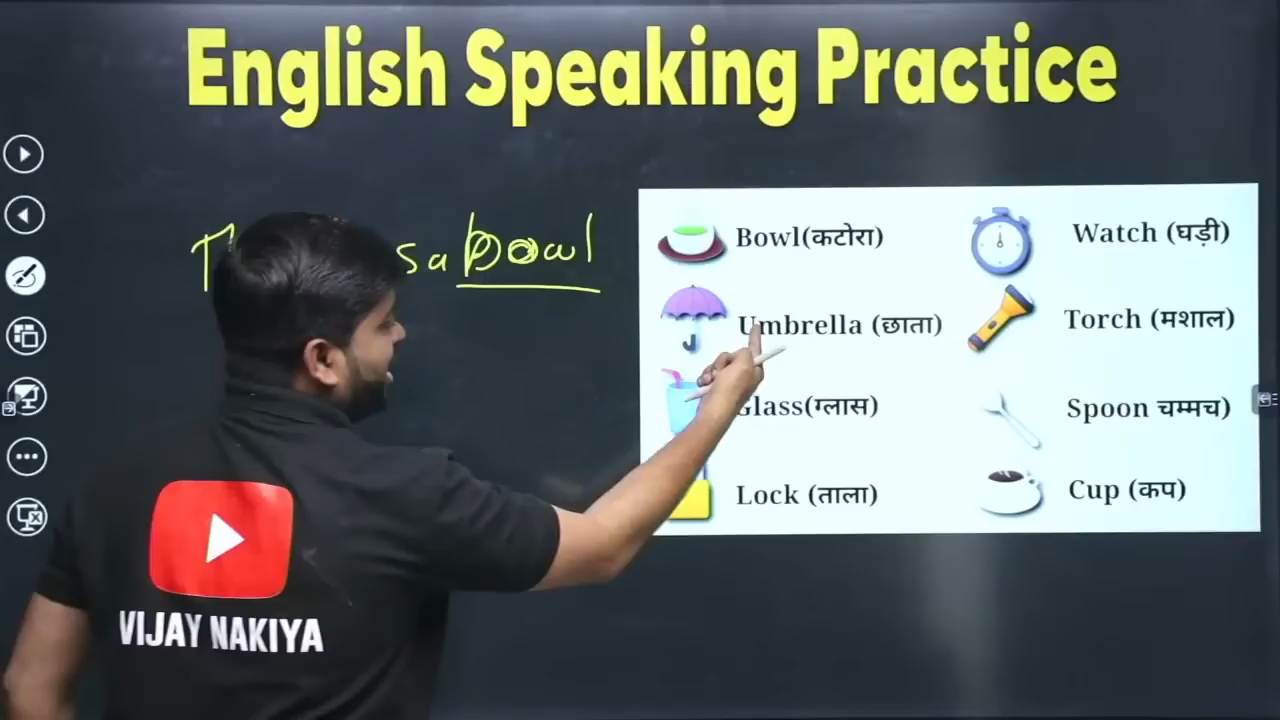 English Speaking Practice
s a bowl
Bowl(कटोरा)
Watch (घड़ी)
Umbrella (छाता)
Torch (मशाल)
Glass(ग्लास)
Spoon चम्मच)
Lock (ताला)
Cup (कप)
VIJAY NAKIYA